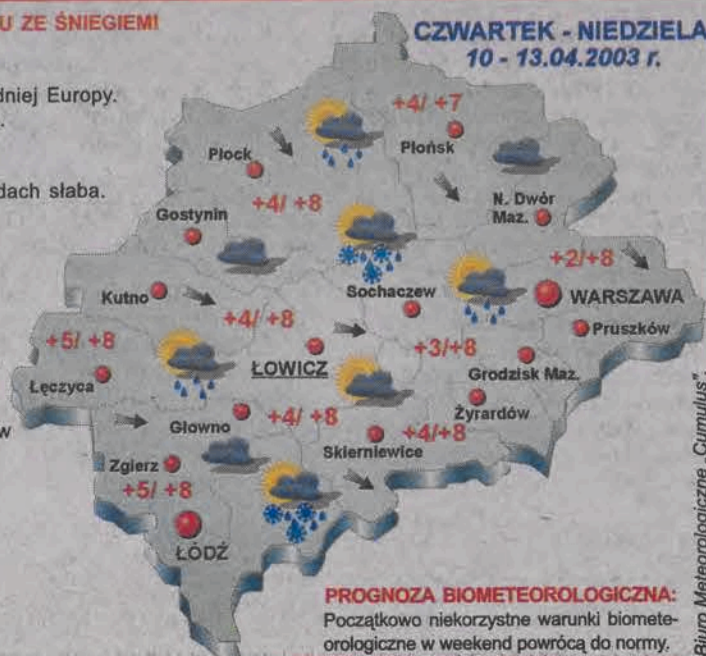 U ZE ŚNIEGIEM!
CZWARTEK - NIEDZIELA
10 - 13.04.2003 r.
dniej Europy.
dach słaba.
w
+4/ +7
Płońsk
Płock
N. Dwór
Maz.
+4/ +8
Gostynin
+2/+8
Kutno
Sochaczew
WARSZAWA
+5/ +8
+4/ +8
Pruszków
ŁOWICZ
+3/+8
Łęczyca
Grodzisk Maz.
Żyrardów
Głowno
+4/ +8
+4/+8
Skierniewice
Zgierz
+5/ +8
ŁÓDŹ
PROGNOZA BIOMETEOROLOGICZNA:
Początkowo niekorzystne warunki biomete-
orologiczne w weekend powrócą do normy.
Biuro Meteorologiczne „Cumulus”